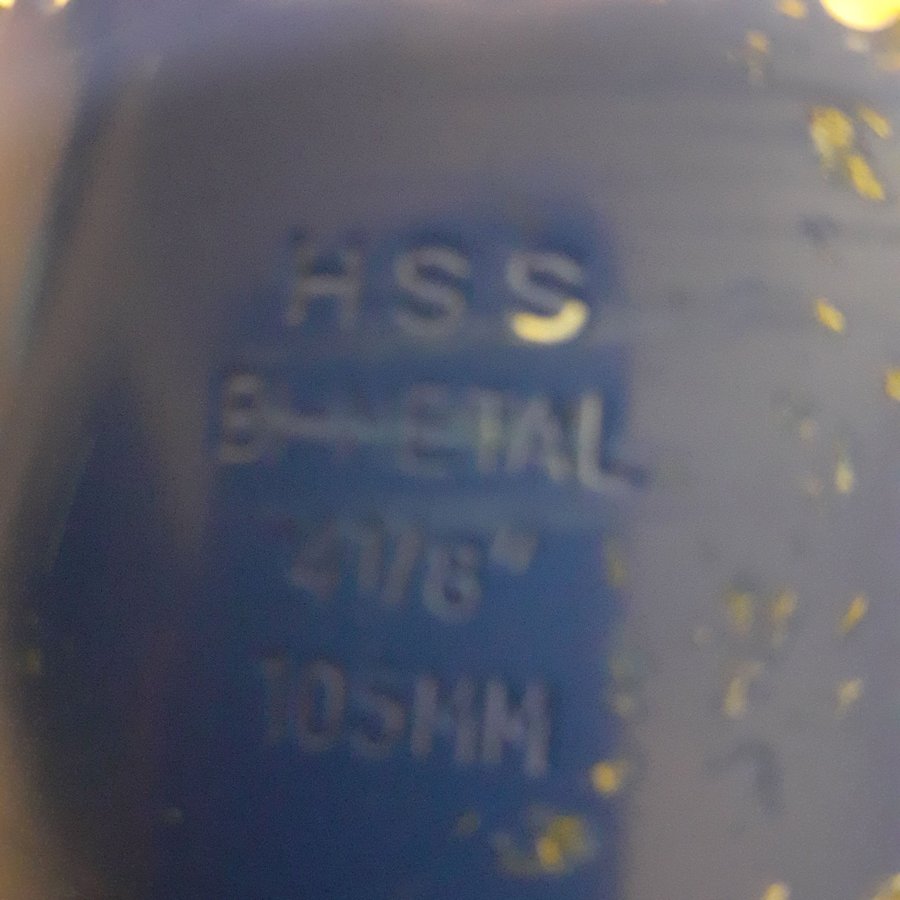 HSS
BI-METAL
4 1/8"
105MM